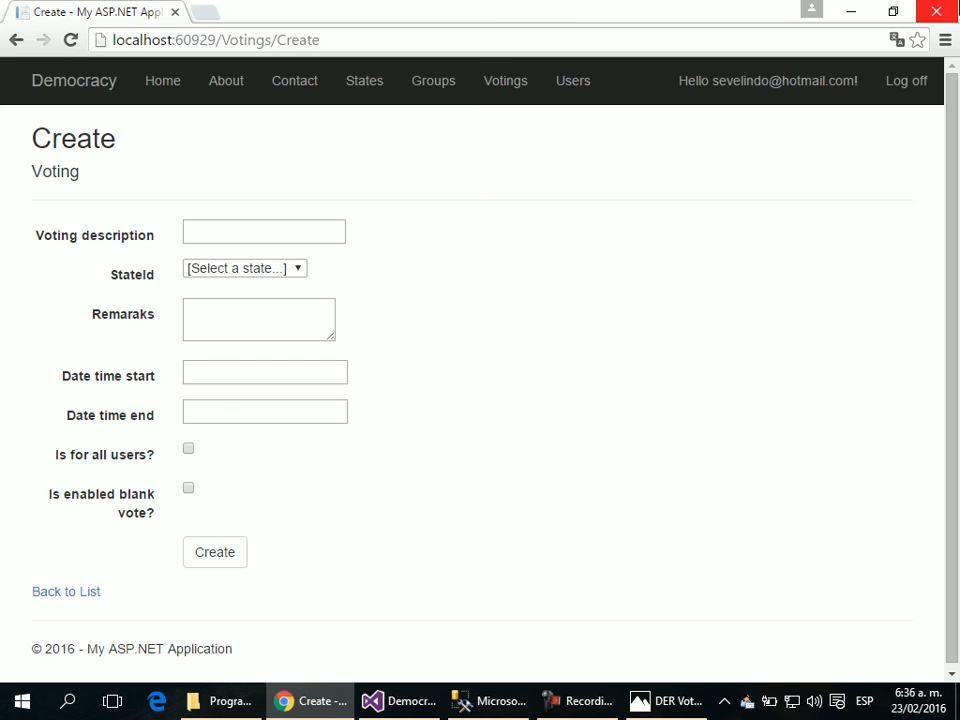 Create - My ASP.NET Appl
localhost:60929/Votings/Create
Democracy Home About Contact States Groups Votings Users Hello sevelindo@hotmail.com! Log off
Create
Voting
Voting description
StateId [Select a state...]
Remaraks
Date time start
Date time end
Is for all users?
Is enabled blank
vote?
Create
Back to List
© 2016 - My ASP.NET Application
Progra... Create -... Democr... Microso... Recordi... DER Vot... ESP
6:36 a. m.
23/02/2016